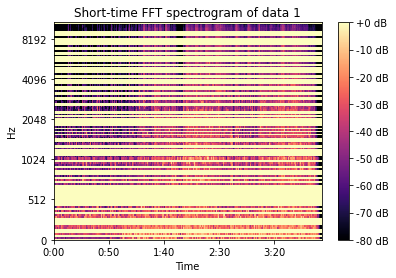 Short-time FFT spectrogram of data 1
8192
4096
2048
1024
512
0
Hz
0:00
0:50
1:40
2:30
3:20
Time
+0 dB
-10 dB
-20 dB
-30 dB
-40 dB
-50 dB
-60 dB
-70 dB
-80 dB